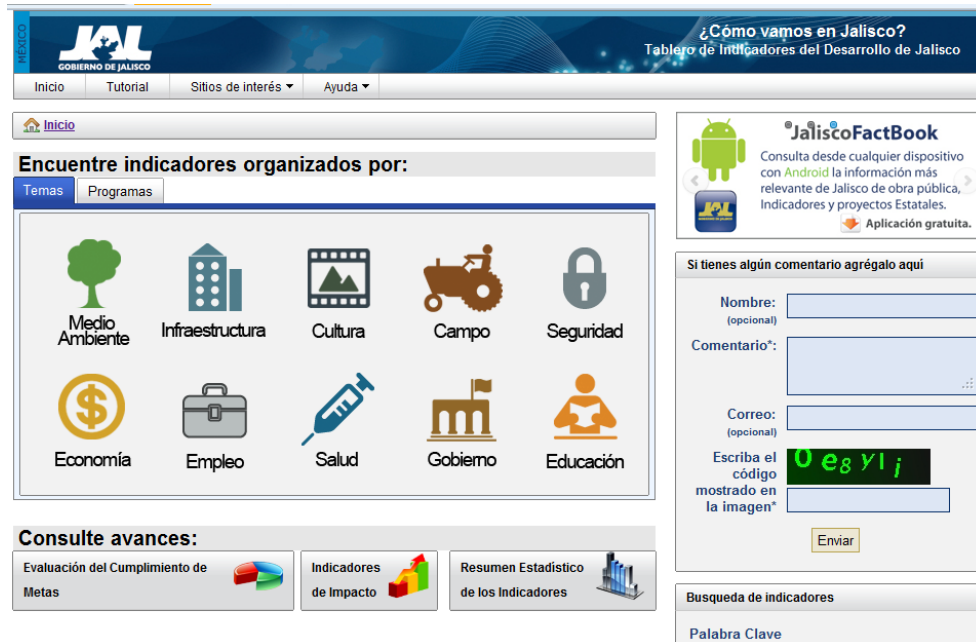 MÉXICO
JAL
GOBIERNO DE JALISCO
¿Cómo vamos en Jalisco?
Tablero de Indicadores del Desarrollo de Jalisco
Inicio
Tutorial
Sitios de interés
Ayuda
Inicio
Encuentre indicadores organizados por:
Temas
Programas
Medio
Ambiente
Infraestructura
Cultura
Campo
Seguridad
Economía
Empleo
Salud
Gobierno
Educación
Consulte avances:
Evaluación del Cumplimiento de
Metas
Indicadores
de Impacto
Resumen Estadístico
de los Indicadores
JaliscoFactBook
Consulta desde cualquier dispositivo
con Android la información más
relevante de Jalisco de obra pública,
Indicadores y proyectos Estatales.
Aplicación gratuita.
JAL
Si tienes algún comentario agrégalo aqui
Nombre:
(opcional)
Comentario*:
Correo:
(opcional)
Escriba el
código
mostrado en
la imagen*
Enviar
Busqueda de indicadores
Palabra Clave